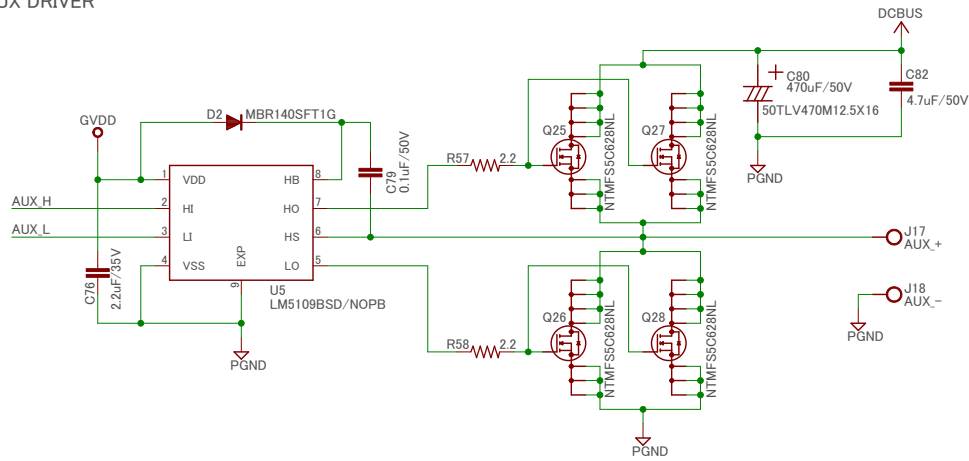 UX DRIVER
DCBUS
C80
470uF/50V
50TLV470M12.5X16
C82
4.7uF/50V
PGND
D2
MBR140SFT1G
GVDD
C79
0.1uF/50V
R57
2.2
Q25
NTMFS5C628NL
Q27
NTMFS5C628NL
1
VDD
HB
8
AUX_H
2
HI
HO
7
AUX_L
3
LI
HS
6
4
VSS
EXP
LO
5
9
U5
LM5109BSD/NOPB
C76
2.2uF/35V
PGND
J17
AUX_+
J18
AUX_-
PGND
R58
2.2
Q26
NTMFS5C628NL
Q28
NTMFS5C628NL
PGND